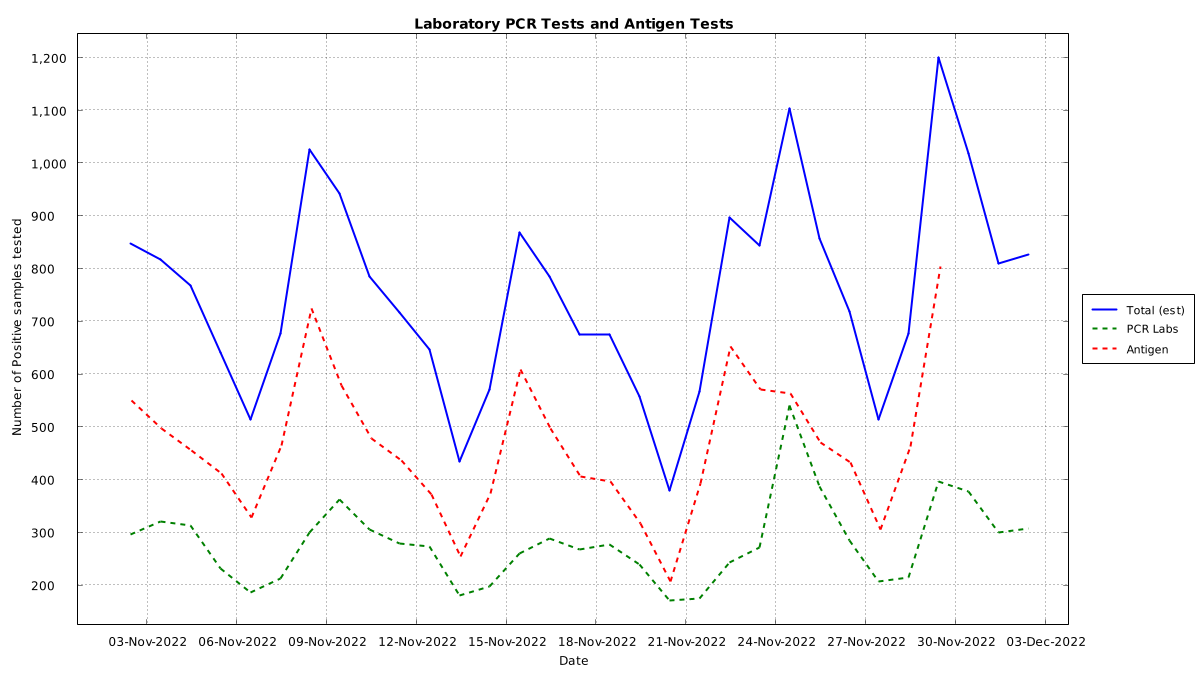 Laboratory PCR Tests and Antigen Tests
1,200
1,100
1,000
900
800
700
600
500
400
300
200
Number of Positive samples tested
03-Nov-2022 06-Nov-2022 09-Nov-2022 12-Nov-2022 15-Nov-2022 18-Nov-2022 21-Nov-2022 24-Nov-2022 27-Nov-2022 30-Nov-2022 03-Dec-2022
Date
Total (est)
PCR Labs
Antigen